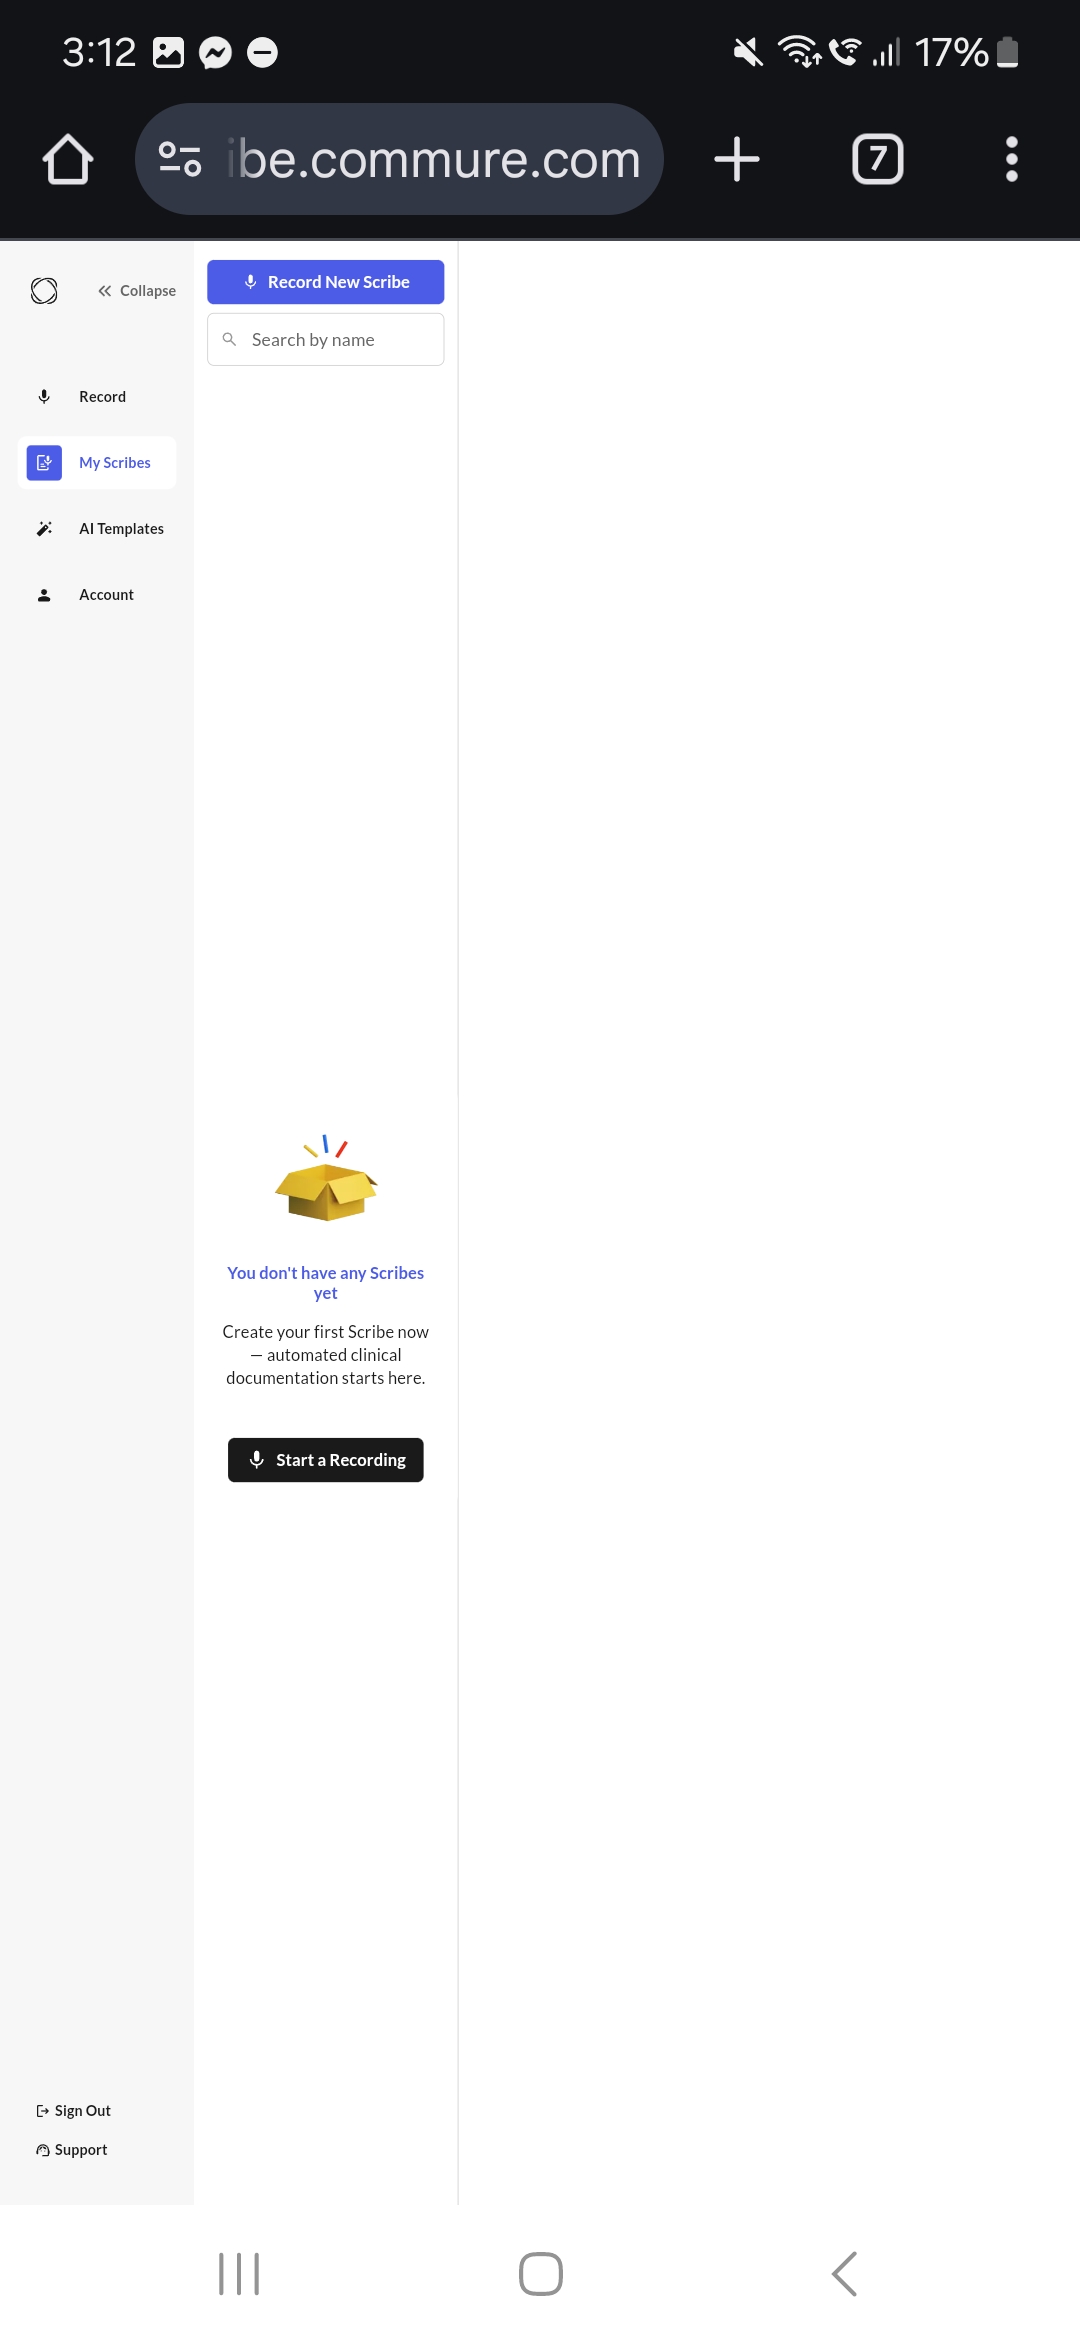 3:12
17%
ibe.commure.com
7
Collapse
Record
My Scribes
AI Templates
Account
Record New Scribe
Search by name
You don't have any Scribes
yet
Create your first Scribe now
— automated clinical
documentation starts here.
Start a Recording
Sign Out
Support